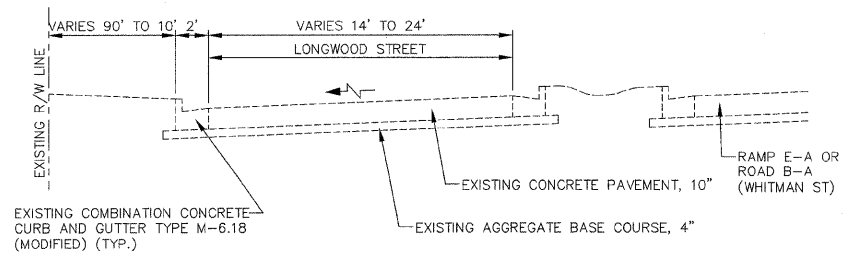 VARIES 90' TO 10' 2' VARIES 14' TO 24'
LONGWOOD STREET
EXISTING R/W LINE
RAMP E-A OR
ROAD B-A
(WHITMAN ST)
EXISTING CONCRETE PAVEMENT, 10"
EXISTING COMBINATION CONCRETE
CURB AND GUTTER TYPE M-6.18
(MODIFIED) (TYP.)
EXISTING AGGREGATE BASE COURSE, 4"